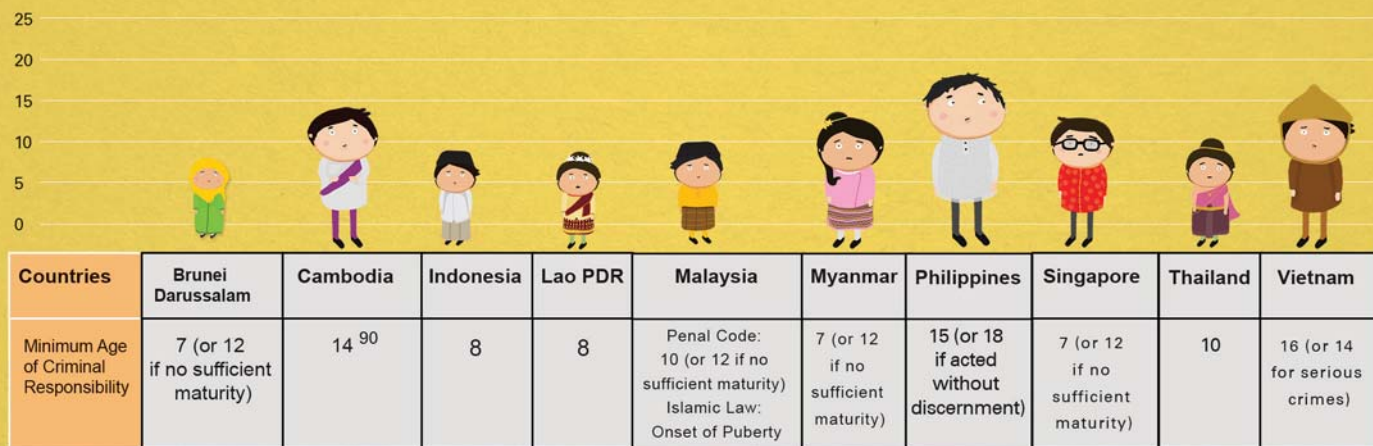 25
20
15
10
5
0
Countries
Brunei
Darussalam
Cambodia
Indonesia
Lao PDR
Malaysia
Myanmar
Philippines
Singapore
Thailand
Vietnam
Minimum Age
of Criminal
Responsibility
7 (or 12
if no sufficient
maturity)
14 90
8
8
Penal Code:
10 (or 12 if no
sufficient maturity)
Islamic Law:
Onset of Puberty
7 (or 12
if no
sufficient
maturity)
15 (or 18
if acted
without
discernment)
7 (or 12
if no
sufficient
maturity)
10
16 (or 14
for serious
crimes)